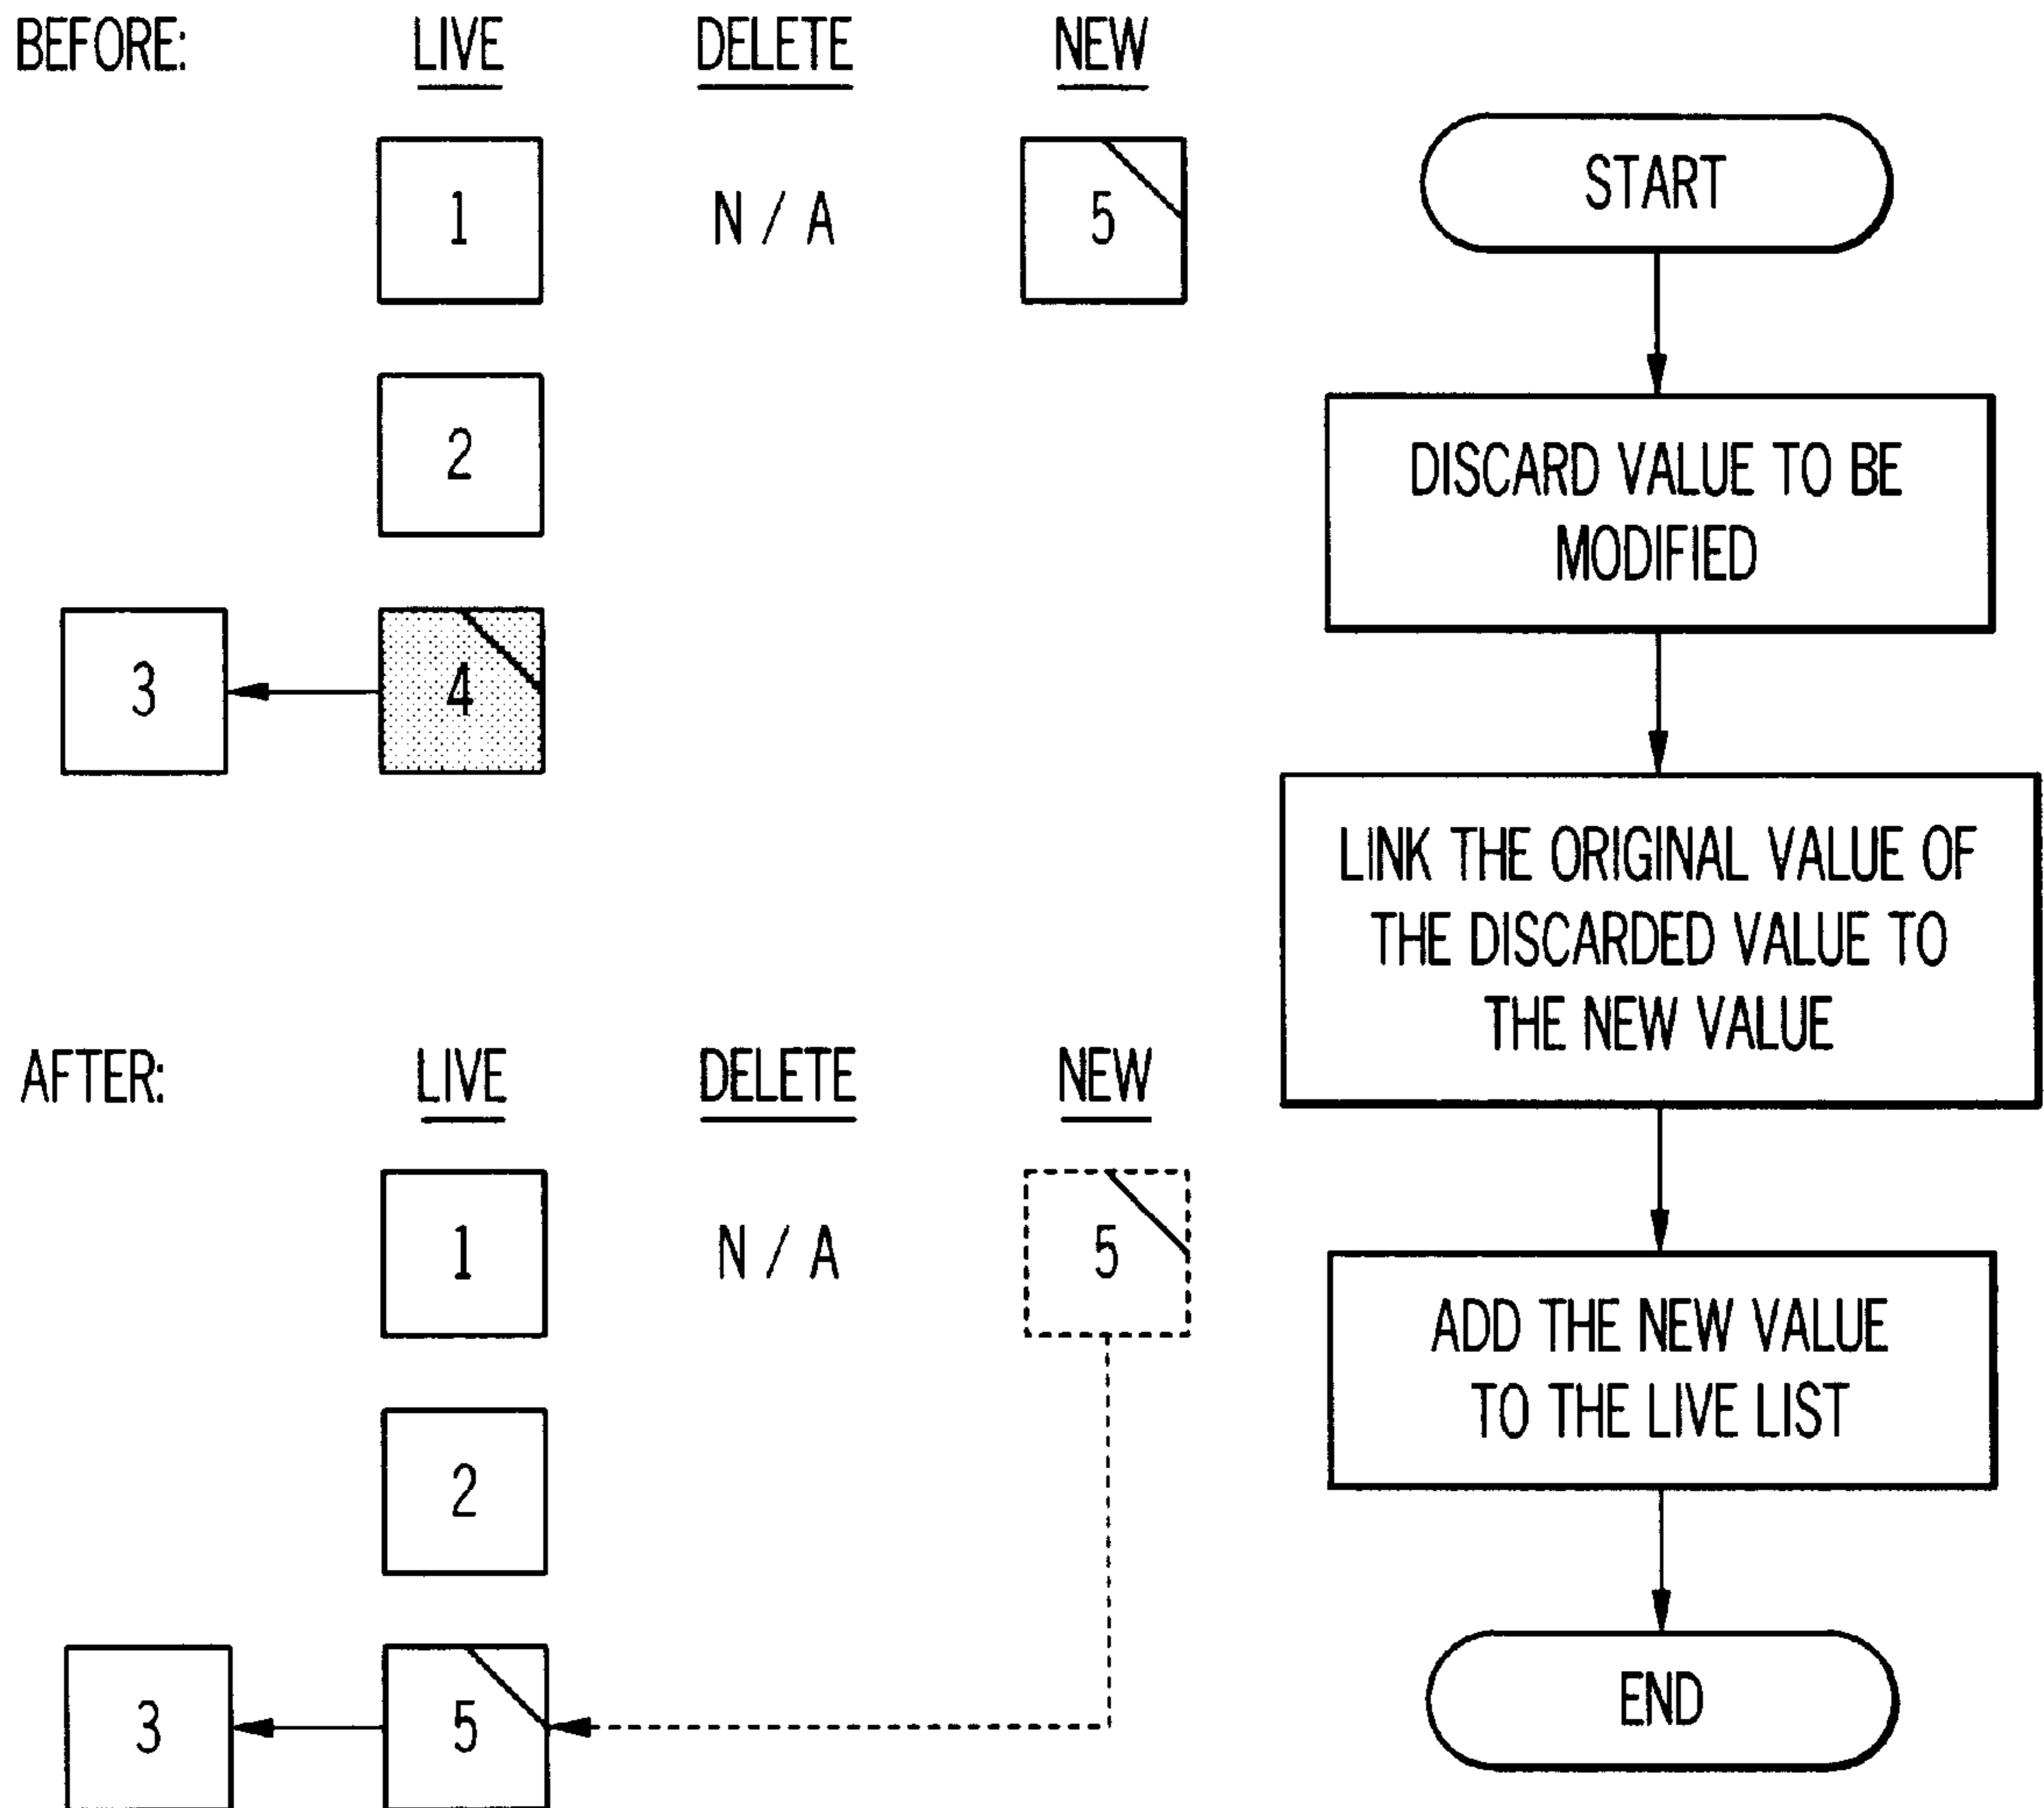 BEFORE: LIVE DELETE NEW
1 N / A 5
2
3 4
AFTER: LIVE DELETE NEW
1 N / A 5
2
3 5
START
DISCARD VALUE TO BE
MODIFIED
LINK THE ORIGINAL VALUE OF
THE DISCARDED VALUE TO
THE NEW VALUE
ADD THE NEW VALUE
TO THE LIVE LIST
END